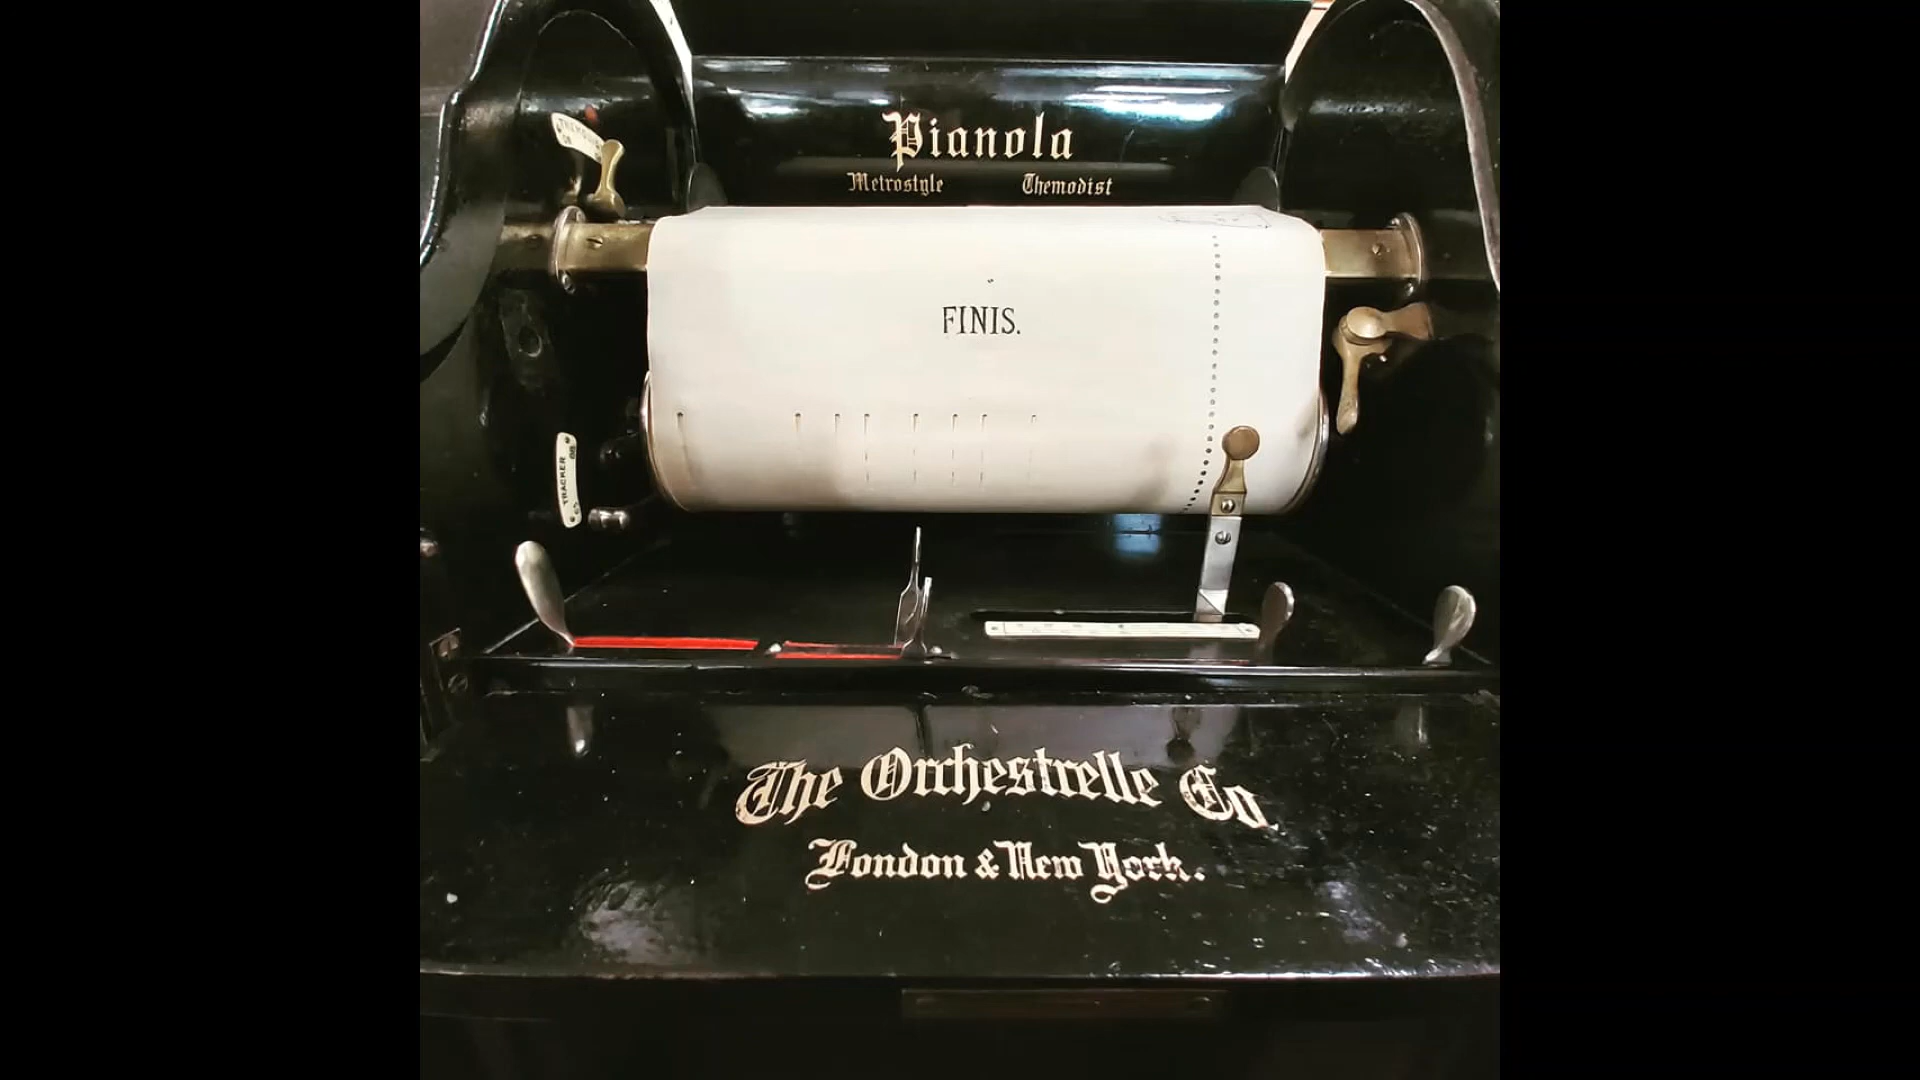 Pianola
Metrostyle Themodist
FINIS.
TRACKER
The Orchestrelle Co.
London & New York.